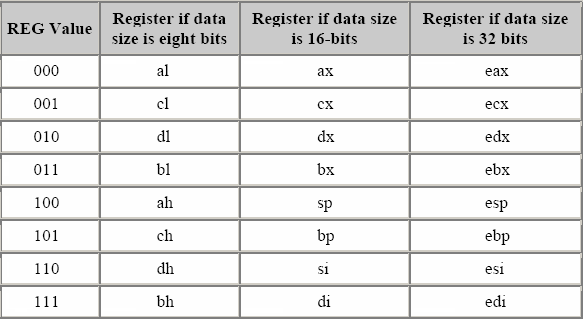 REG Value Register if data size is eight bits Register if data size is 16-bits Register if data size is 32 bits
000 al ax eax
001 cl cx ecx
010 dl dx edx
011 bl bx ebx
100 ah sp esp
101 ch bp ebp
110 dh si esi
111 bh di edi